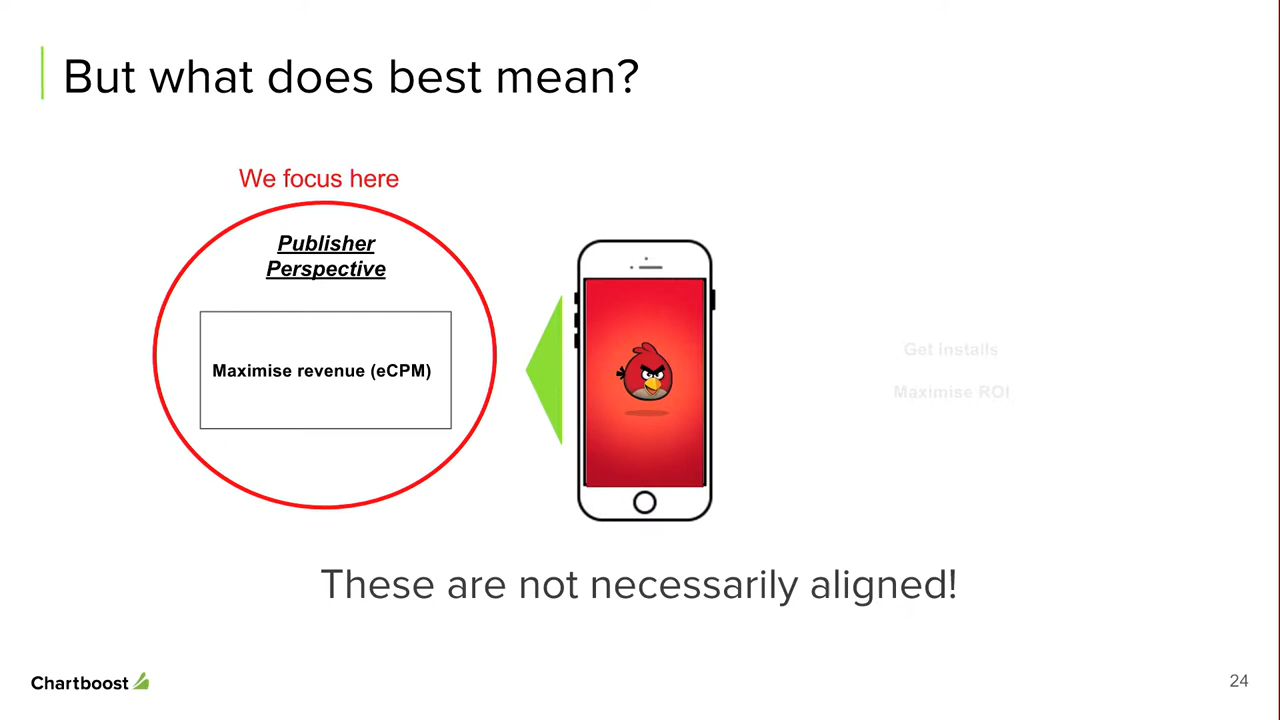 But what does best mean?
We focus here
Publisher
Perspective
Maximise revenue (eCPM)
Get Installs
Maximise ROI
These are not necessarily aligned!
Chartboost
24